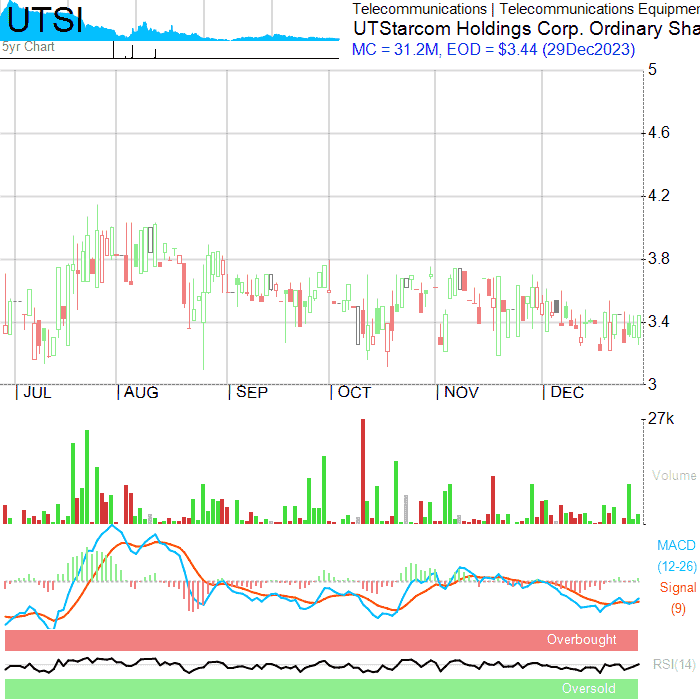 UTSI
5yr Chart
Telecommunications | Telecommunications Equipmen
UTStarcom Holdings Corp. Ordinary Sha
MC = 31.2M, EOD = $3.44 (29Dec2023)
5
4.6
4.2
3.8
3.4
3
JUL AUG SEP OCT NOV DEC
27k
Volume
MACD
(12-26)
Signal
(9)
Overbought
RSI(14)
Oversold